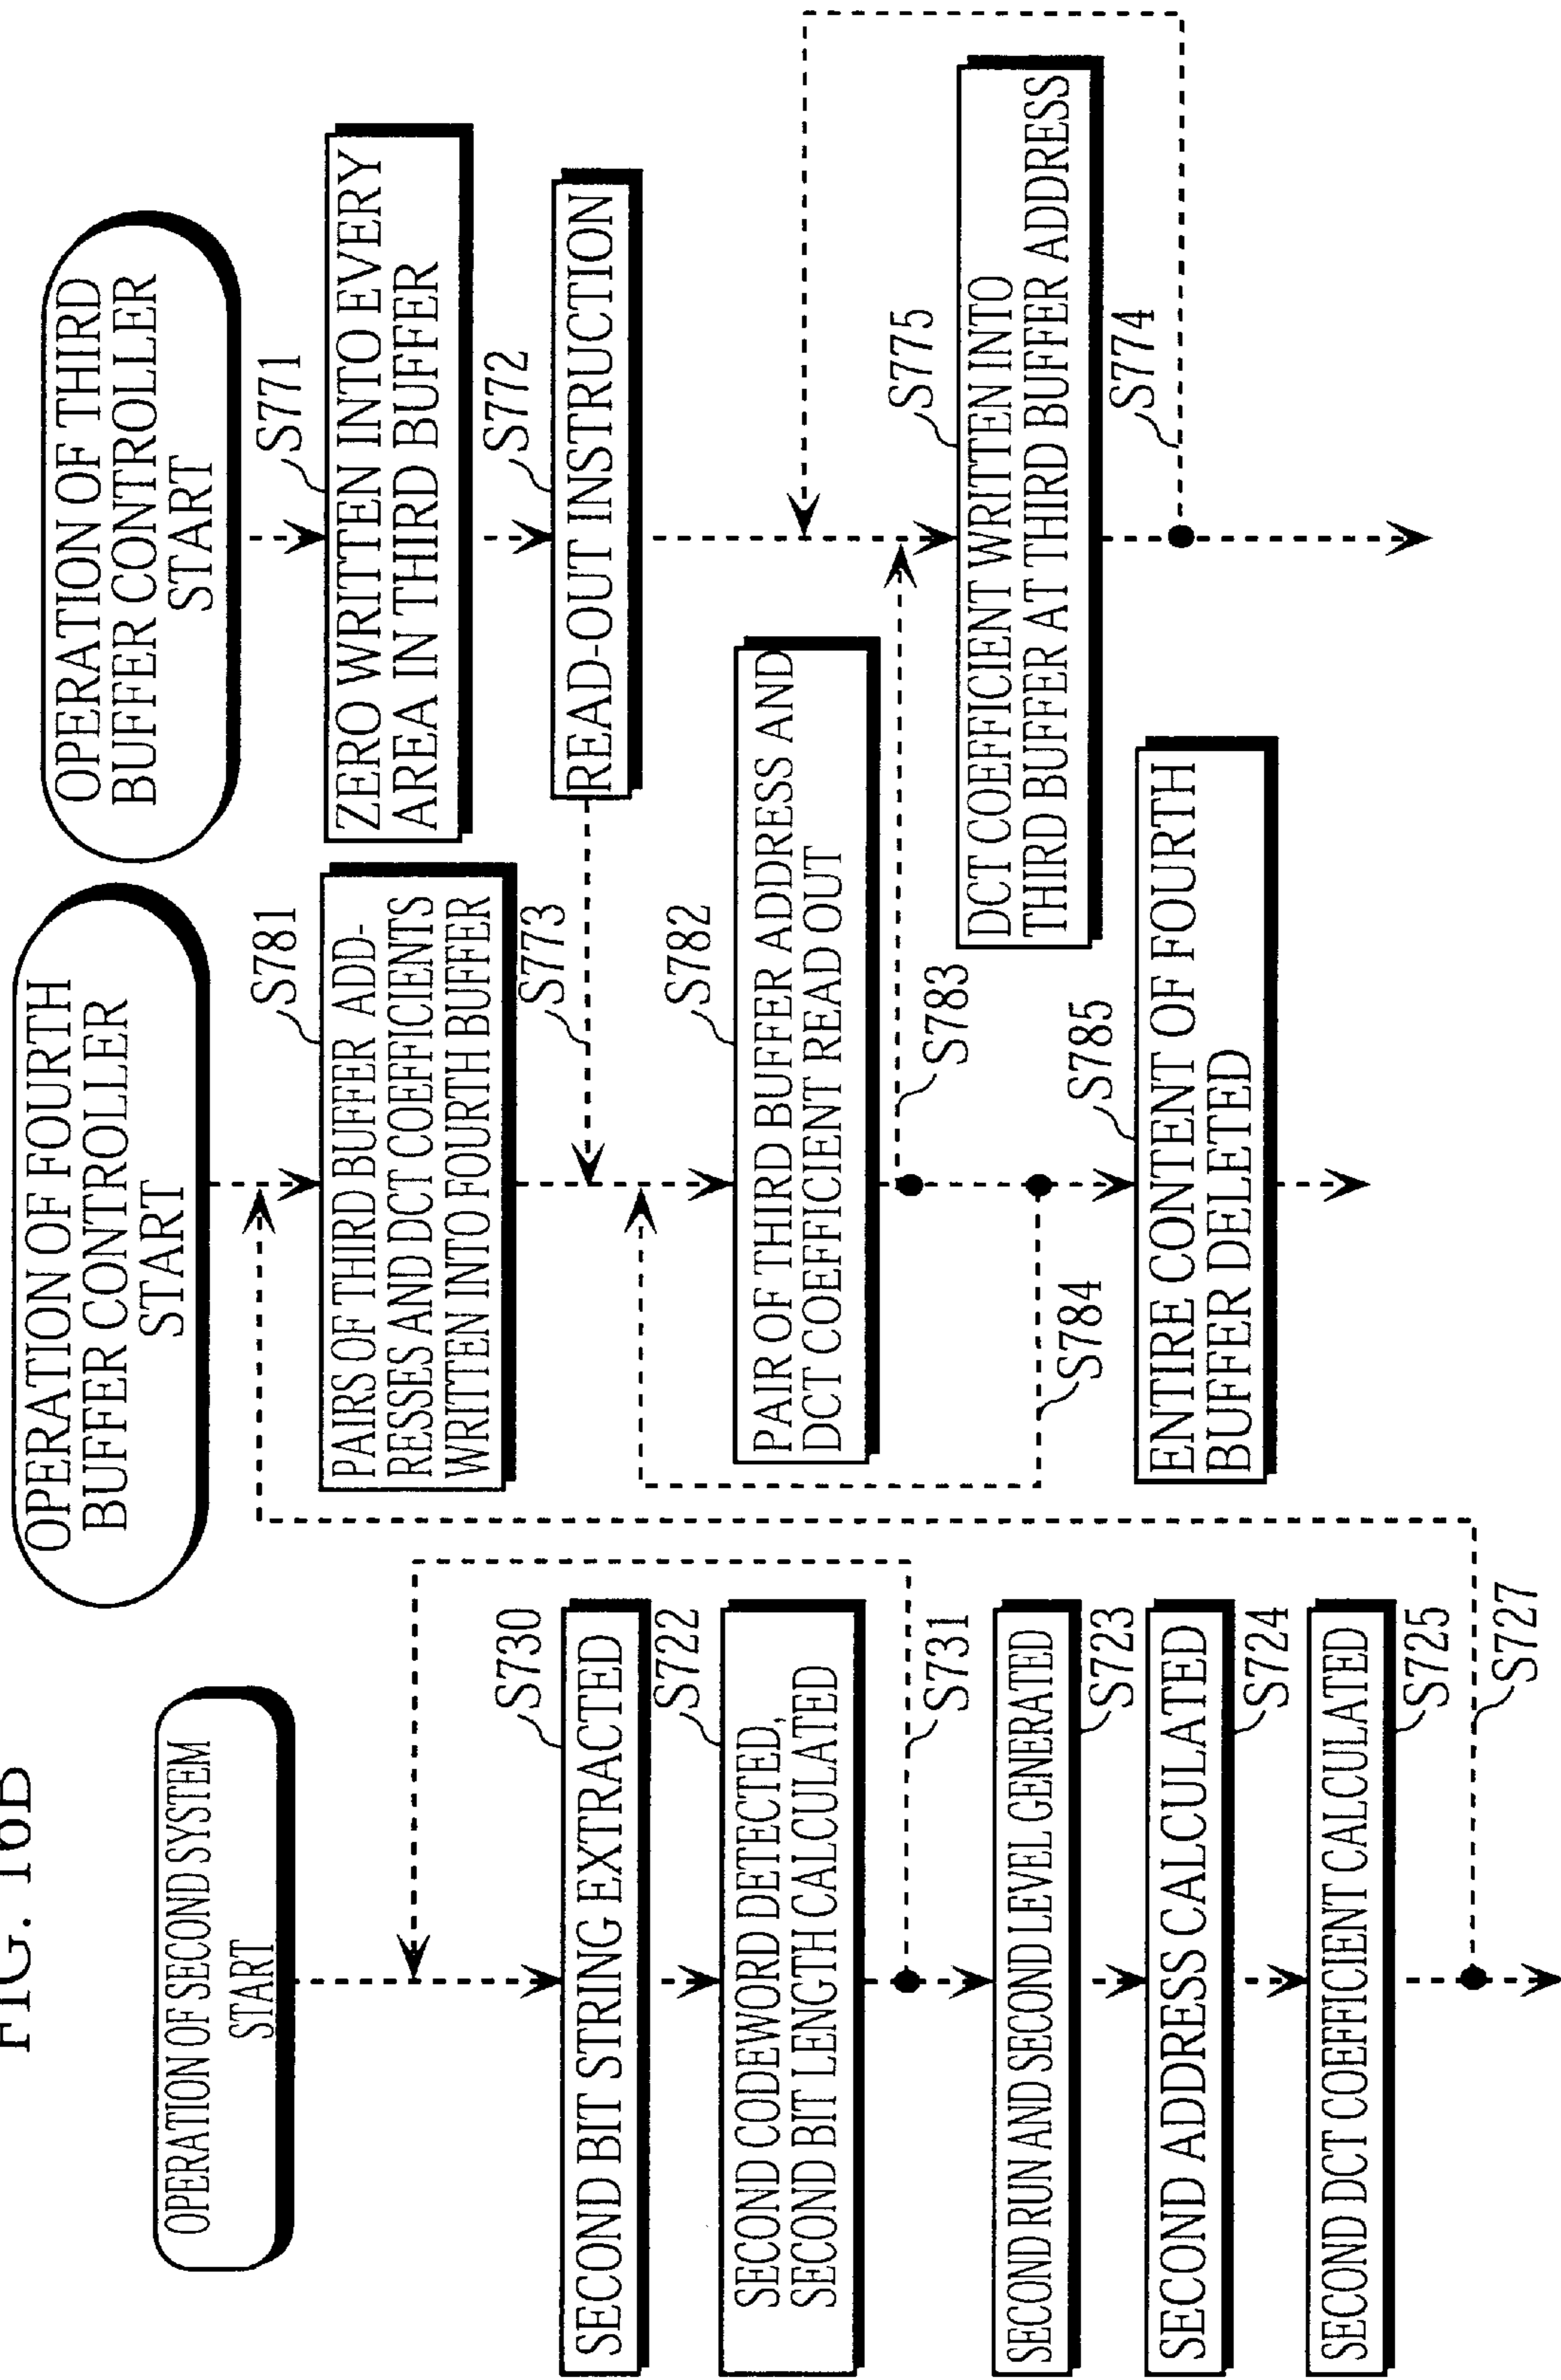 FIG. 16B
OPERATION OF SECOND SYSTEM
START
S730
SECOND BIT STRING EXTRACTED
S722
SECOND CODEWORD DETECTED,
SECOND BIT LENGTH CALCULATED
S731
SECOND RUN AND SECOND LEVEL GENERATED
S723
SECOND ADDRESS CALCULATED
S724
SECOND DCT COEFFICIENT CALCULATED
S725
S727
OPERATION OF FOURTH
BUFFER CONTROLLER
START
S781
PAIRS OF THIRD BUFFER ADD-
RESSES AND DCT COEFFICIENTS
WRITTEN INTO FOURTH BUFFER
S773
S782
PAIR OF THIRD BUFFER ADDRESS AND
DCT COEFFICIENT READ OUT
S783
S784
S785
ENTIRE CONTENT OF FOURTH
BUFFER DELETED
OPERATION OF THIRD
BUFFER CONTROLLER
START
S771
ZERO WRITTEN INTO EVERY
AREA IN THIRD BUFFER
S772
READ-OUT INSTRUCTION
S775
DCT COEFFICIENT WRITTEN INTO
THIRD BUFFER AT THIRD BUFFER ADDRESS
S774